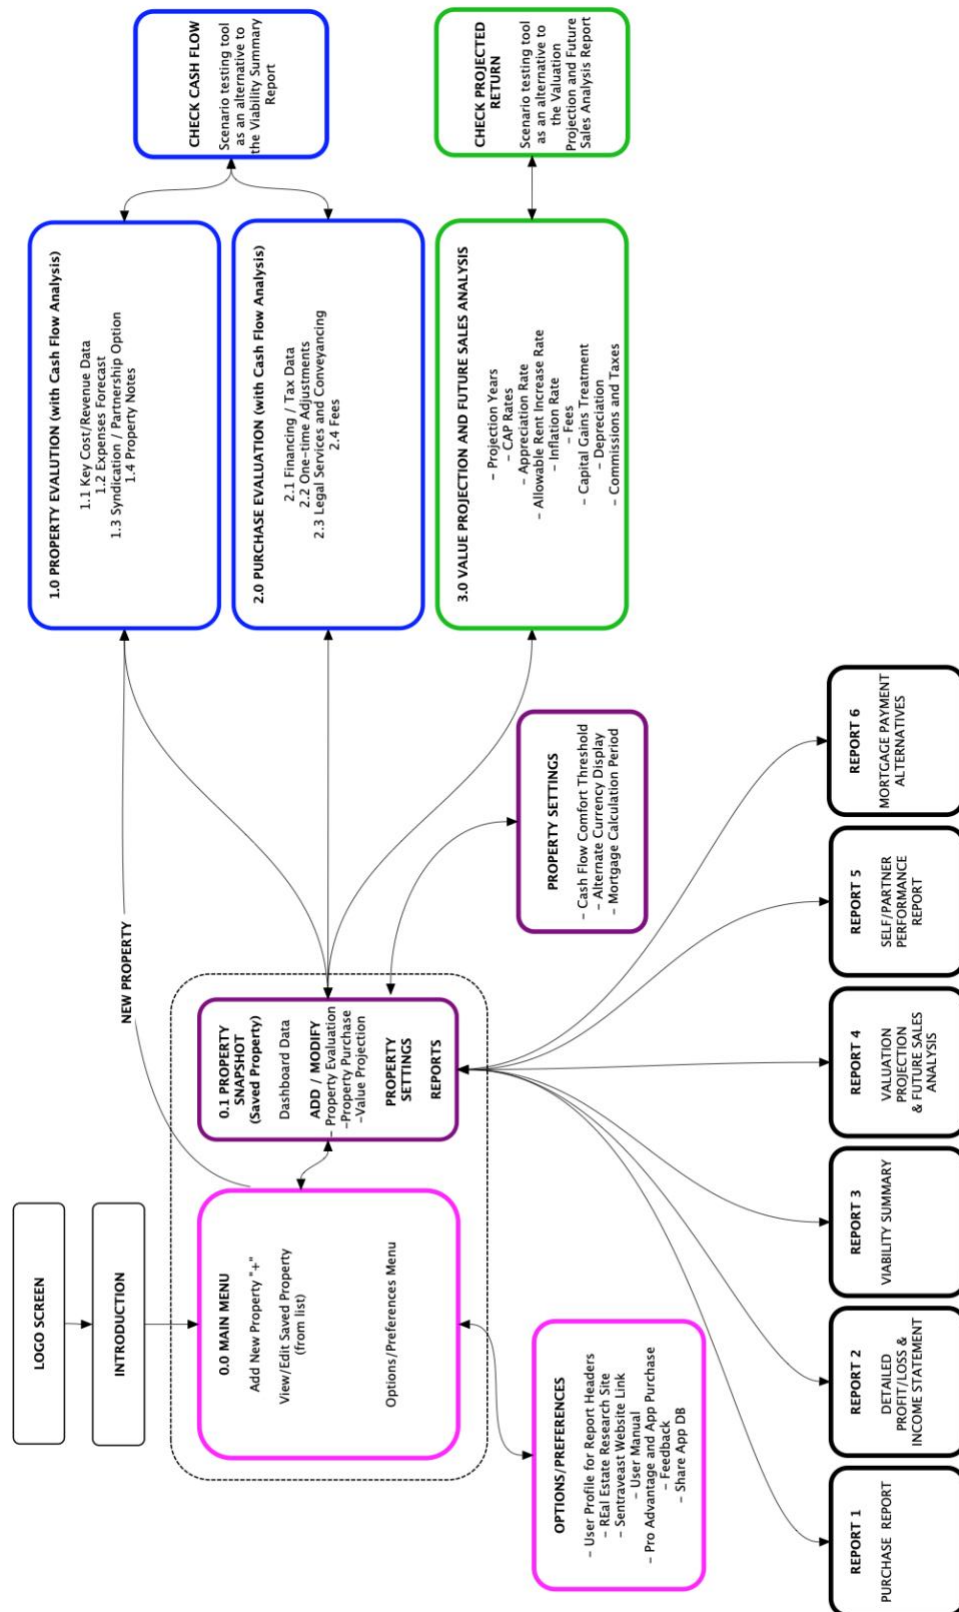 LOGO SCREEN
INTRODUCTION
0.0 MAIN MENU
Add New Property "+"
View/Edit Saved Property
(from list)
Options/Preferences Menu
0.1 PROPERTY
SNAPSHOT
(Saved Property)
Dashboard Data
ADD / MODIFY
- Property Evaluation
-Property Purchase
-Value Projection
PROPERTY
SETTINGS
REPORTS
NEW PROPERTY
1.0 PROPERTY EVALUTION (with Cash Flow Analysis)
1.1 Key Cost/Revenue Data
1.2 Expenses Forecast
1.3 Syndication / Partnership Option
1.4 Property Notes
2.0 PURCHASE EVALUATION (with Cash Flow Analysis)
2.1 Financing / Tax Data
2.2 One-time Adjustments
2.3 Legal Services and Conveyancing
2.4 Fees
3.0 VALUE PROJECTION AND FUTURE SALES ANALYSIS
- Projection Years
- CAP Rates
- Appreciation Rate
- Allowable Rent Increase Rate
- Inflation Rate
- Fees
- Capital Gains Treatment
- Depreciation
- Commissions and Taxes
CHECK CASH FLOW
Scenario testing tool
as an alternative to
the Viability Summary
Report
CHECK PROJECTED
RETURN
Scenario testing tool
as an alternative to
the Valuation
Projection and Future
Sales Analysis Report
OPTIONS/PREFERENCES
- User Profile for Report Headers
- REal Estate Research Site
- Sentraveast Website Link
- User Manual
- Pro Advantage and App Purchase
- Feedback
- Share App DB
PROPERTY SETTINGS
- Cash Flow Comfort Threshold
- Alternate Currency Display
- Mortgage Calculation Period
REPORT 1
PURCHASE REPORT
REPORT 2
DETAILED
PROFIT/LOSS &
INCOME STATEMENT
REPORT 3
VIABILITY SUMMARY
REPORT 4
VALUATION
PROJECTION
& FUTURE SALES
ANALYSIS
REPORT 5
SELF/PARTNER
PERFORMANCE
REPORT
REPORT 6
MORTGAGE PAYMENT
ALTERNATIVES